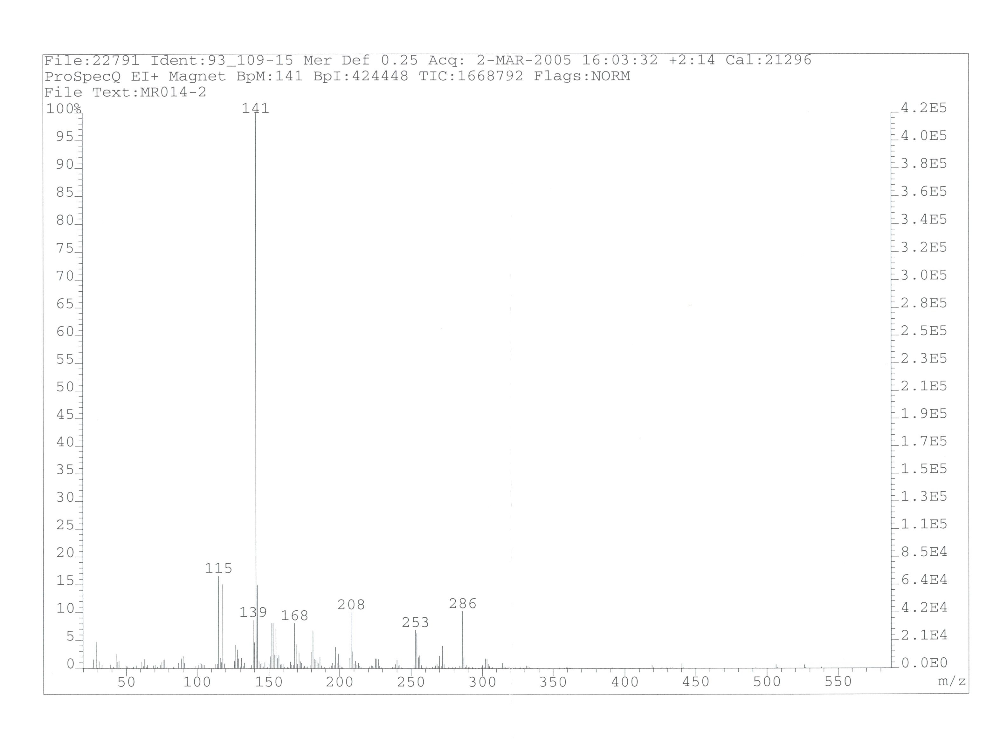 File:22791 Ident:93_109-15 Mer Def 0.25 Acq: 2-MAR-2005 16:03:32 +2:14 Cal:21296
ProSpecQ EI+ Magnet BpM:141 BpI:424448 TIC:1668792 Flags:NORM
File Text:MR014-2
100% 141 4.2E5
95 4.0E5
90 3.8E5
85 3.6E5
80 3.4E5
75 3.2E5
70 3.0E5
65 2.8E5
60 2.5E5
55 2.3E5
50 2.1E5
45 1.9E5
40 1.7E5
35 1.5E5
30 1.3E5
25 1.1E5
20 8.5E4
115
15 6.4E4
208 286
10 139 168 4.2E4
253
5 2.1E4
0 0.0E0
50 100 150 200 250 300 350 400 450 500 550 m/z